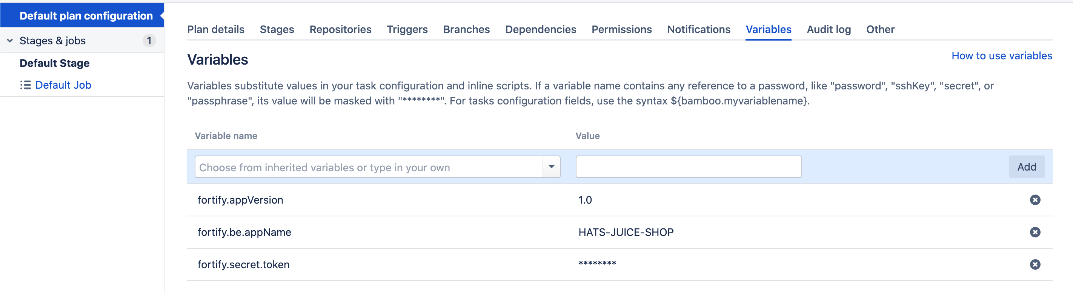 Default plan configuration
Stages & jobs 1
Default Stage
Default Job
Plan details Stages Repositories Triggers Branches Dependencies Permissions Notifications Variables Audit log Other
Variables
How to use variables
Variables substitute values in your task configuration and inline scripts. If a variable name contains any reference to a password, like "password", "sshKey", "secret", or
"passphrase", its value will be masked with "********". For tasks configuration fields, use the syntax ${bamboo.myvariablename}.
Variable name Value
Choose from inherited variables or type in your own Add
fortify.appVersion 1.0
fortify.be.appName HATS-JUICE-SHOP
fortify.secret.token ********